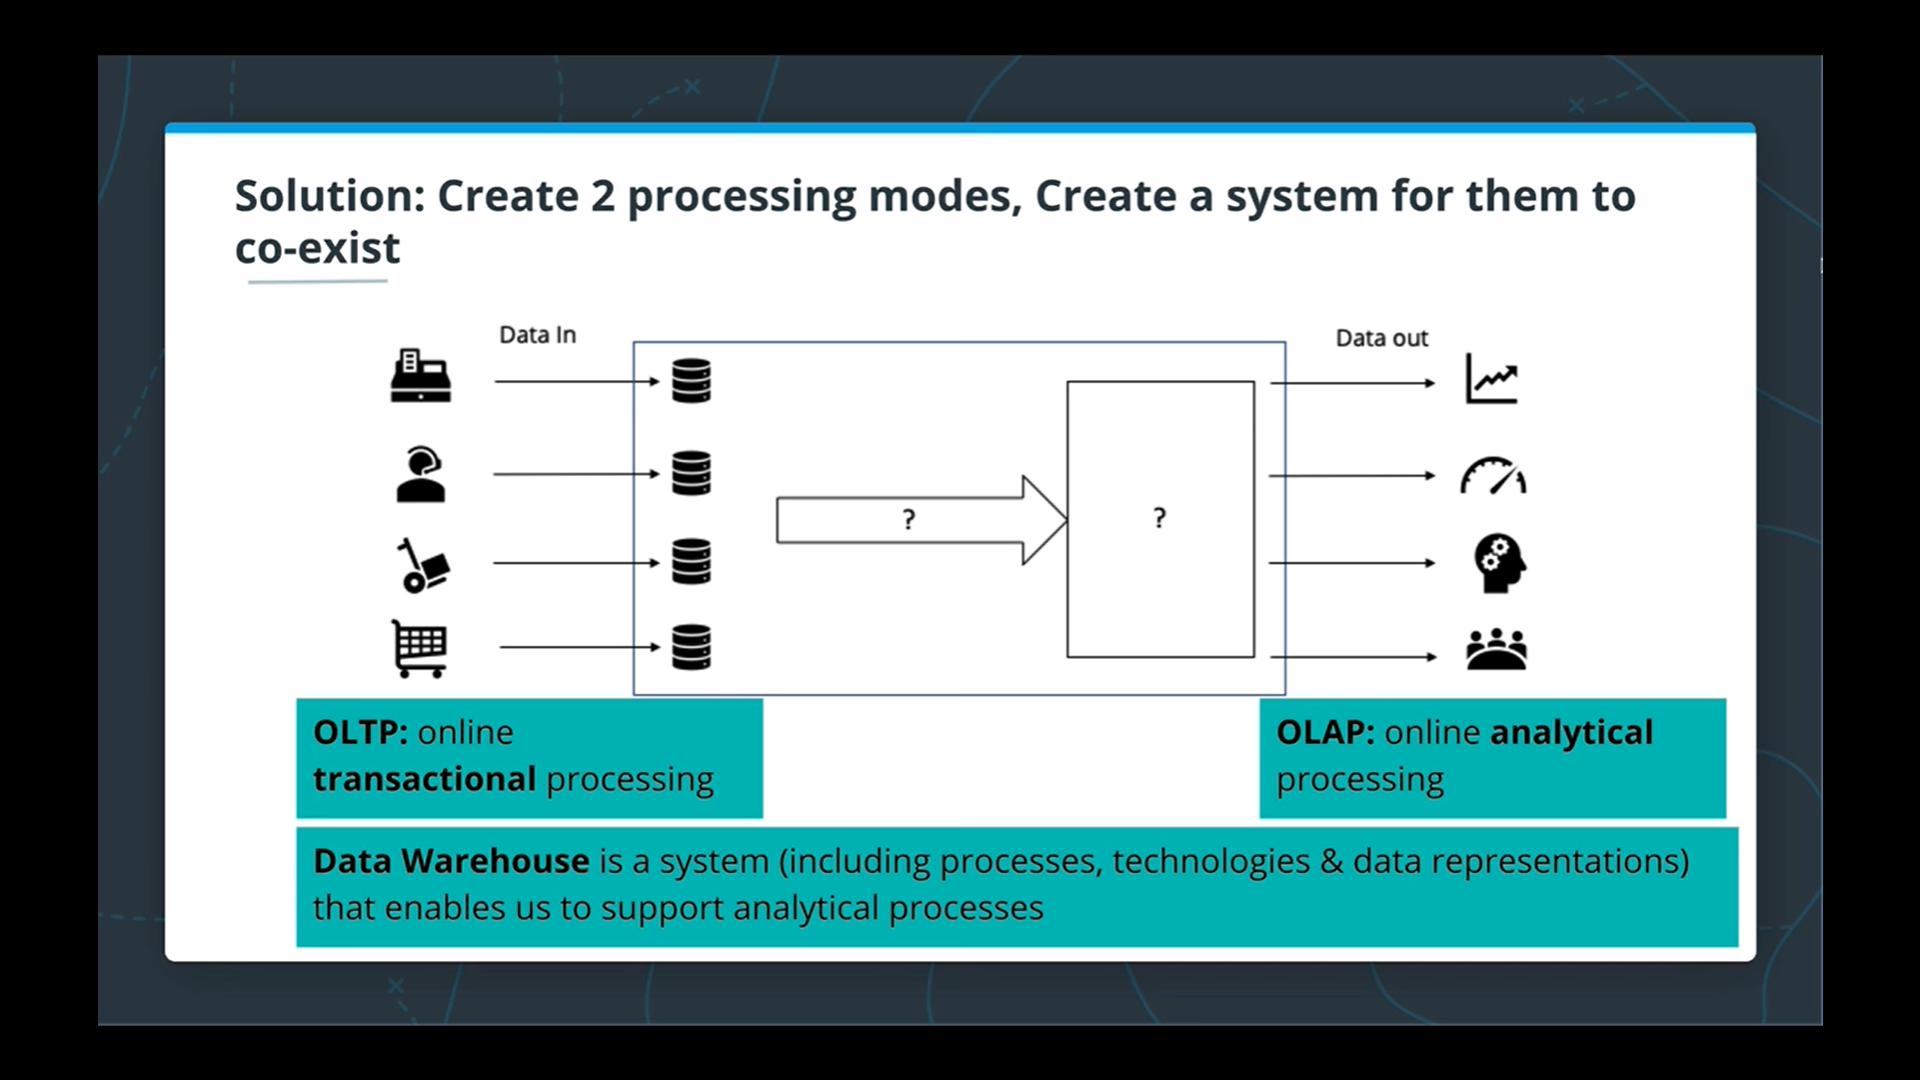 Solution: Create 2 processing modes, Create a system for them to
co-exist
Data In
Data out
?
?
OLTP: online
transactional processing
OLAP: online analytical
processing
Data Warehouse is a system (including processes, technologies & data representations)
that enables us to support analytical processes